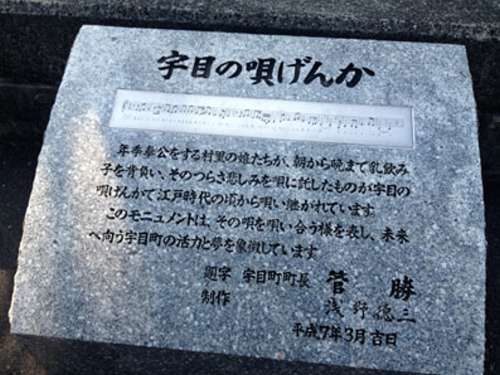 宇目の唄げんか
年季奉公をする村里の娘たちが、朝から晩まで乳飲み
子を背負い、そのつらさ悲しみを唄に託したものが宇目の
唄げんかで江戸時代の頃から唄い継がれています。
このモニュメントは、その唄を唄い合う様を表し、未来
へ向う宇目町の活力と夢を象徴しています。
題字 宇目町町長 菅 勝
制作 浅野徳三
平成7年3月吉日